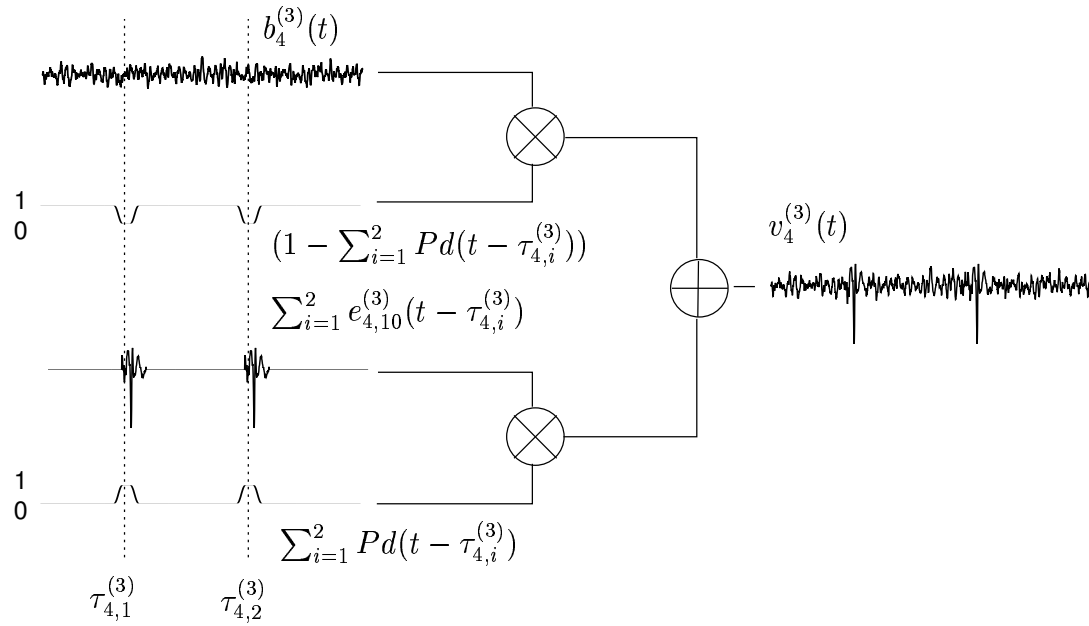 b_4^{(3)}(t)
1
0
(1 − ∑_{i=1}^{2} Pd(t − τ_{4,i}^{(3)}))
v_4^{(3)}(t)
∑_{i=1}^{2} e_{4,10}^{(3)}(t − τ_{4,i}^{(3)})
1
0
∑_{i=1}^{2} Pd(t − τ_{4,i}^{(3)})
τ_{4,1}^{(3)}
τ_{4,2}^{(3)}